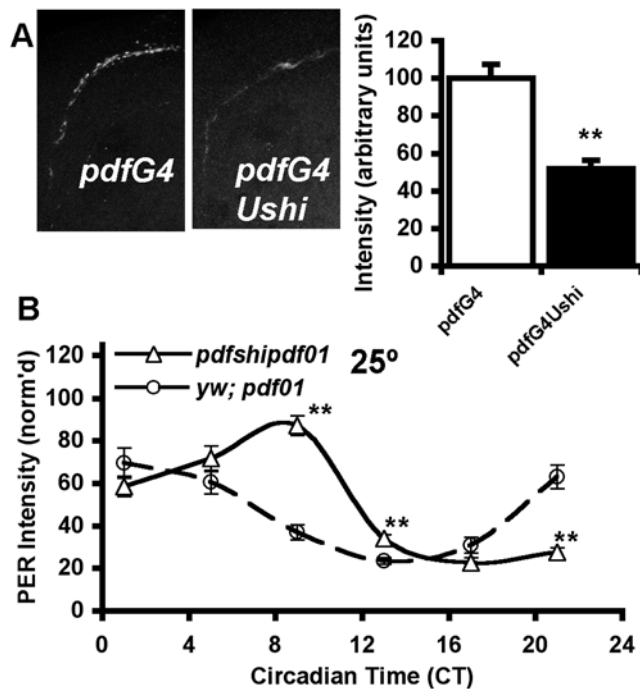 A
pdfG4
pdfG4
Ushi
Intensity (arbitrary units)
120
100
80
60
40
20
0
**
pdfG4
pdfG4Ushi
B
pdfshipdf01
yw; pdf01
25º
PER Intensity (norm'd)
120
100
80
60
40
20
0
**
**
**
0 4 8 12 16 20 24
Circadian Time (CT)